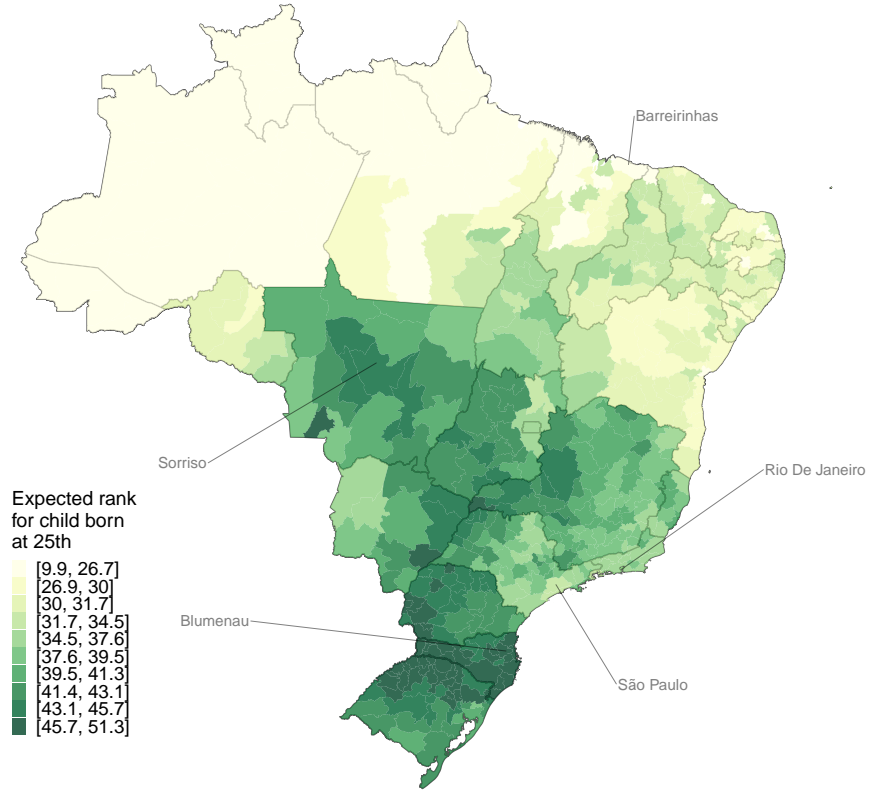 Barreirinhas
Sorriso
Rio De Janeiro
Expected rank
for child born
at 25th
[9.9, 26.7]
[26.9, 30]
[30, 31.7]
[31.7, 34.5]
[34.5, 37.6]
[37.6, 39.5]
[39.5, 41.3]
[41.4, 43.1]
[43.1, 45.7]
[45.7, 51.3]
Blumenau
São Paulo